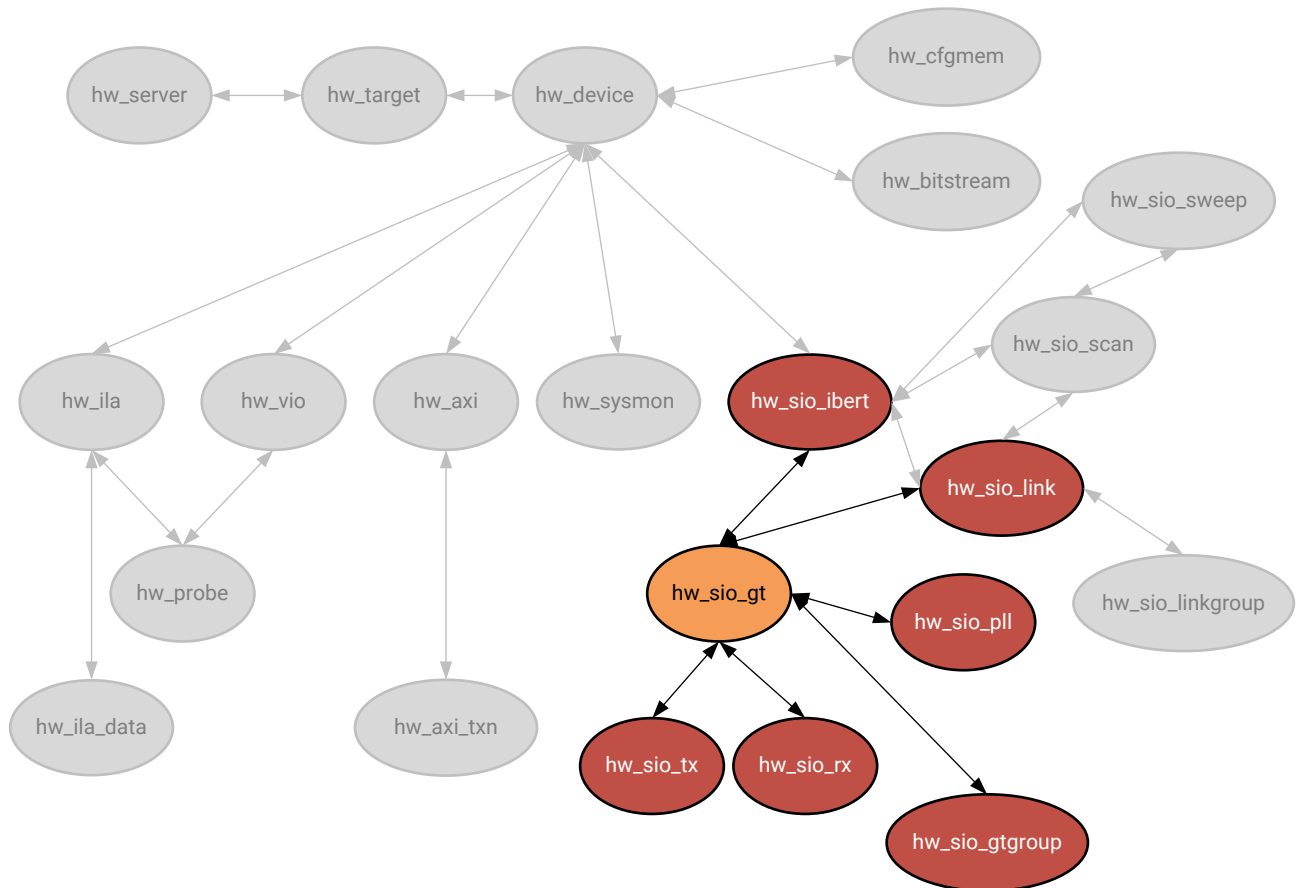 hw_server
hw_target
hw_device
hw_cfgmem
hw_bitstream
hw_sio_sweep
hw_sio_scan
hw_ila
hw_vio
hw_axi
hw_sysmon
hw_sio_ibert
hw_sio_link
hw_probe
hw_sio_gt
hw_sio_pll
hw_sio_linkgroup
hw_ila_data
hw_axi_txn
hw_sio_tx
hw_sio_rx
hw_sio_gtgroup